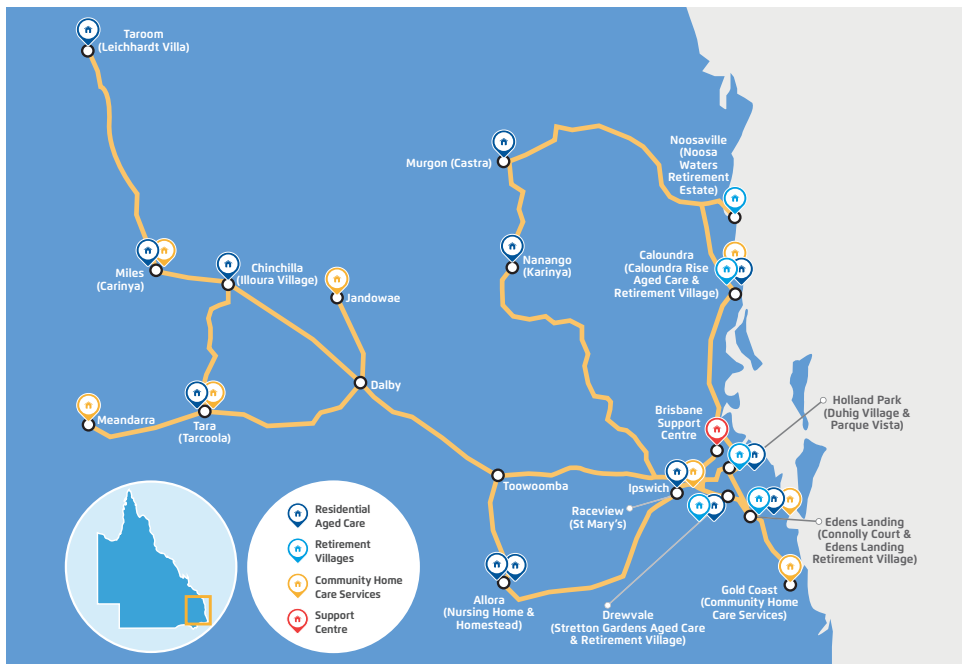 Taroom
(Leichhardt Villa)
Murgon (Castra)
Noosaville
(Noosa
Waters
Retirement
Estate)
Miles
(Carinya)
Chinchilla
(Illoura Village)
Jandowae
Nanango
(Karinya)
Caloundra
(Caloundra Rise
Aged Care &
Retirement Village)
Meandarra
Tara
(Tarcoola)
Dalby
Brisbane
Support
Centre
Holland Park
(Duhig Village &
Parque Vista)
Toowoomba
Ipswich
Raceview
(St Mary's)
Edens Landing
(Connolly Court &
Edens Landing
Retirement Village)
Allora
(Nursing Home &
Homestead)
Drewvale
(Stretton Gardens Aged Care
& Retirement Village)
Gold Coast
(Community Home
Care Services)
Residential
Aged Care
Retirement
Villages
Community Home
Care Services
Support
Centre